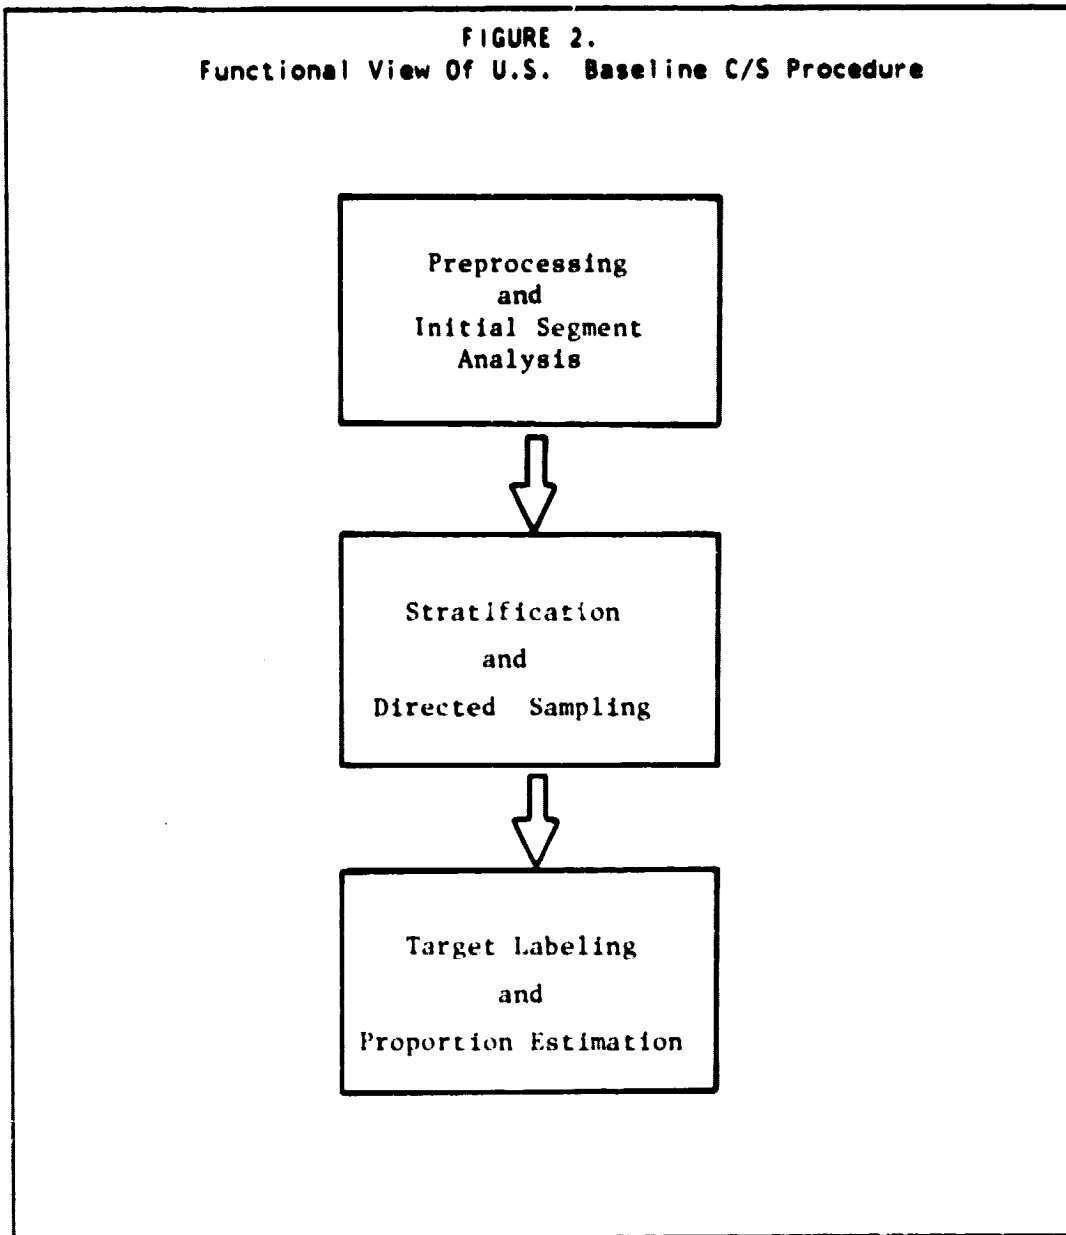 FIGURE 2.
Functional View Of U.S. Baseline C/S Procedure
Preprocessing
and
Initial Segment
Analysis
Stratification
and
Directed Sampling
Target Labeling
and
Proportion Estimation